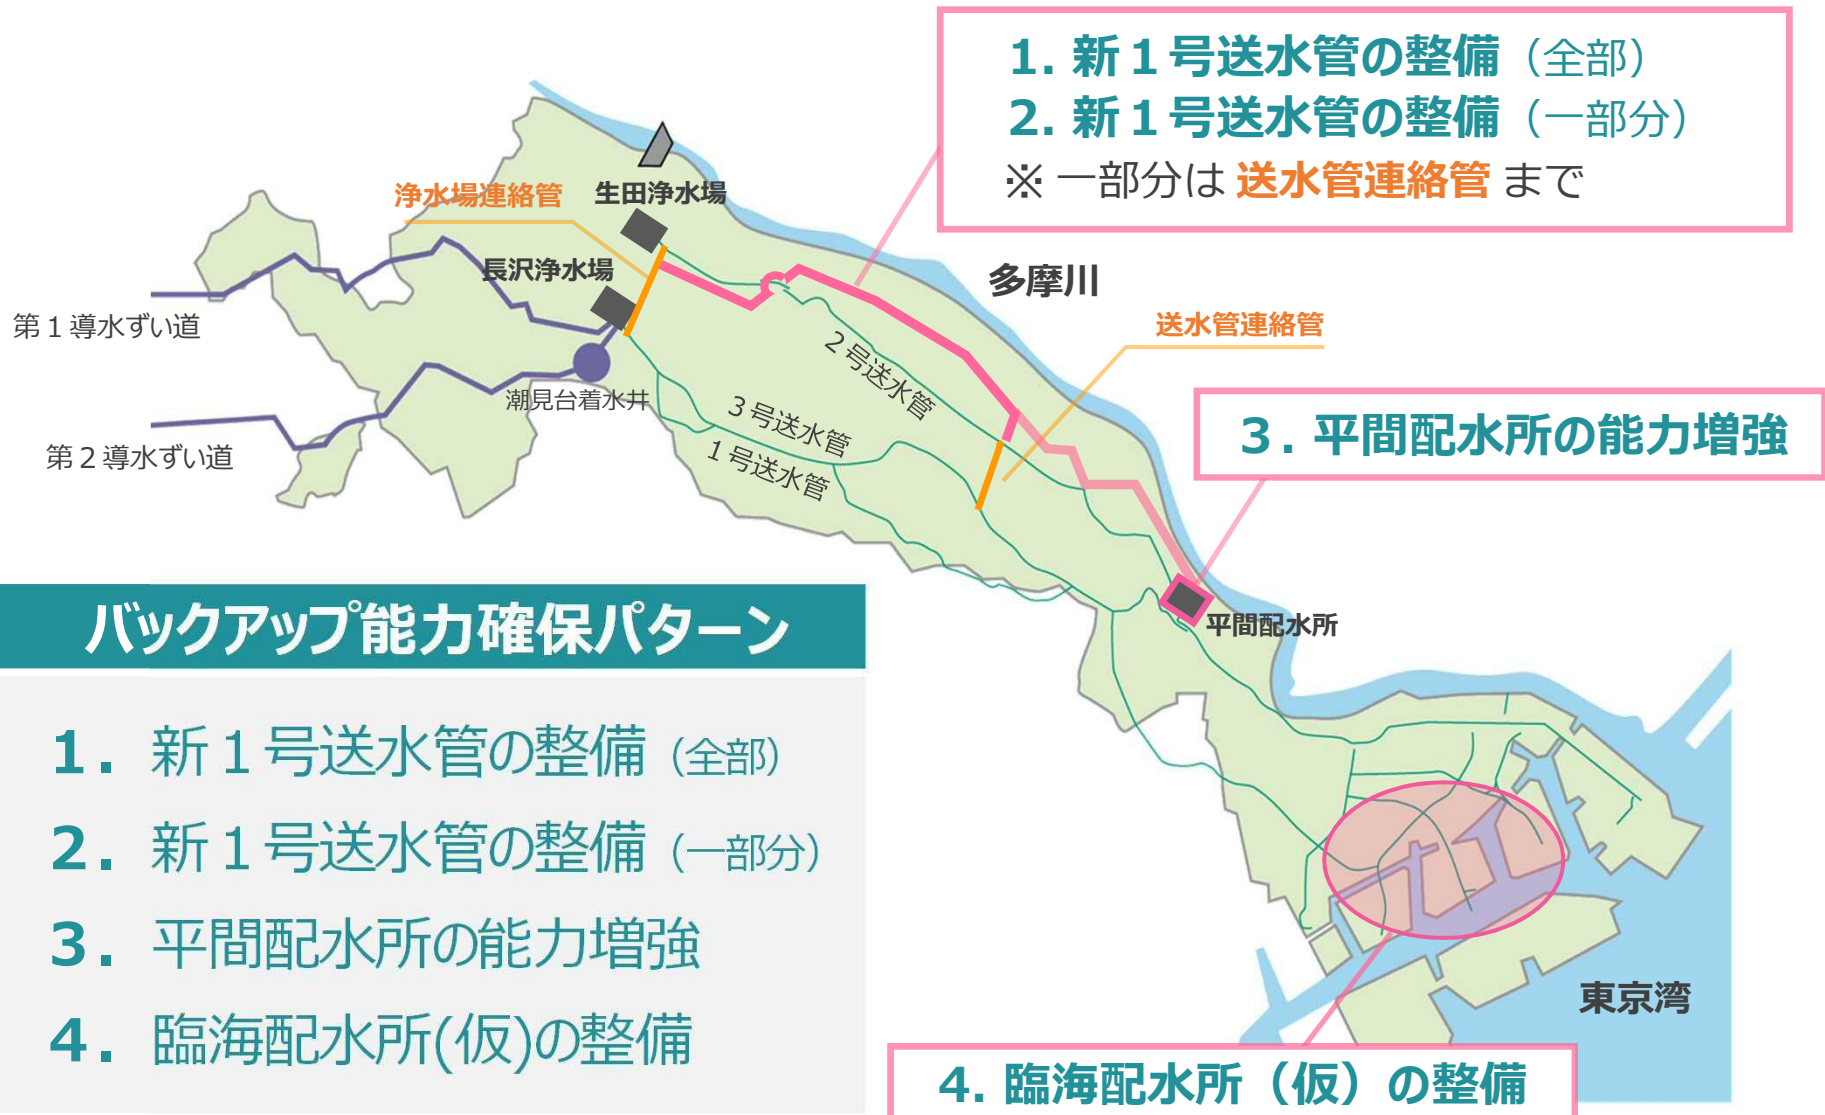 1. 新１号送水管の整備（全部）
2. 新１号送水管の整備（一部分）
※ 一部分は 送水管連絡管 まで
浄水場連絡管
生田浄水場
長沢浄水場
多摩川
第１導水ずい道
送水管連絡管
２号送水管
潮見台着水井
３号送水管
１号送水管
第２導水ずい道
3. 平間配水所の能力増強
平間配水所
バックアップ能力確保パターン
1. 新１号送水管の整備（全部）
2. 新１号送水管の整備（一部分）
3. 平間配水所の能力増強
4. 臨海配水所(仮)の整備
東京湾
4. 臨海配水所（仮）の整備